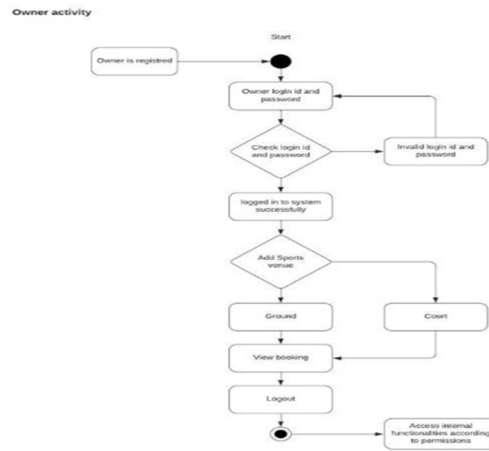 Owner activity
Start
Owner is registred
Owner login id and
password
Check login id
and password
Invalid login id and
password
logged in to system
successfully
Add Sports
venue
Ground
Court
View booking
Logout
Access internal
functionalities according
to permissions